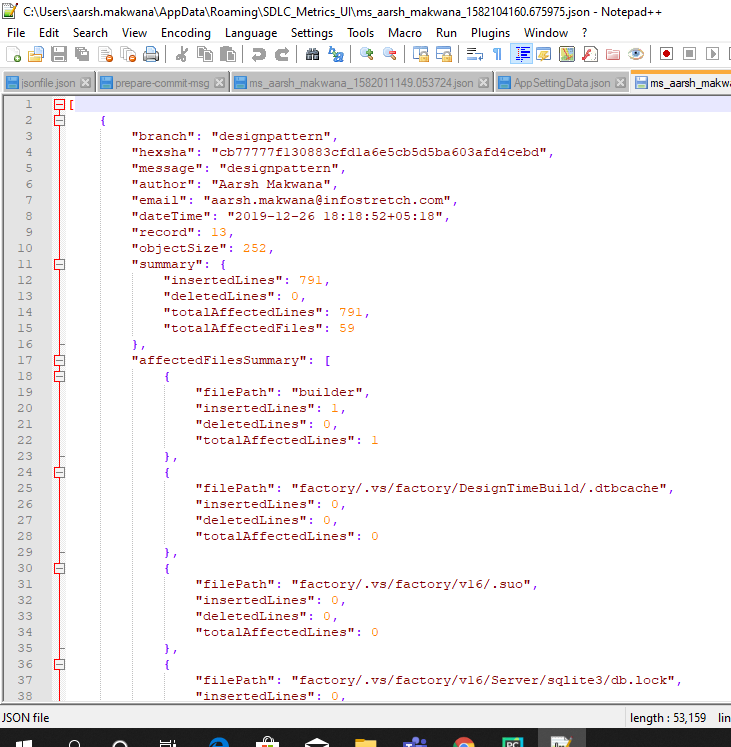 C:\Users\aarsh.makwana\AppData\Roaming\SDLC_Metrics_UI\ms_aarsh_makwana_1582104160.675975.json - Notepad++
File Edit Search View Encoding Language Settings Tools Macro Run Plugins Window ?
jsonfile.json prepare-commit-msg ms_aarsh_makwana_1582011149.053724.json AppSettingData.json ms_aarsh_makwa
1 [
2 {
3 "branch": "designpattern",
4 "hexsha": "cb77777f130883cfd1a6e5cb5d5ba603afd4cebd",
5 "message": "designpattern",
6 "author": "Aarsh Makwana",
7 "email": "aarsh.makwana@infostretch.com",
8 "dateTime": "2019-12-26 18:18:52+05:18",
9 "record": 13,
10 "objectSize": 252,
11 "summary": {
12 "insertedLines": 791,
13 "deletedLines": 0,
14 "totalAffectedLines": 791,
15 "totalAffectedFiles": 59
16 },
17 "affectedFilesSummary": [
18 {
19 "filePath": "builder",
20 "insertedLines": 1,
21 "deletedLines": 0,
22 "totalAffectedLines": 1
23 },
24 {
25 "filePath": "factory/.vs/factory/DesignTimeBuild/.dtbcache",
26 "insertedLines": 0,
27 "deletedLines": 0,
28 "totalAffectedLines": 0
29 },
30 {
31 "filePath": "factory/.vs/factory/v16/.suo",
32 "insertedLines": 0,
33 "deletedLines": 0,
34 "totalAffectedLines": 0
35 },
36 {
37 "filePath": "factory/.vs/factory/v16/Server/sqlite3/db.lock",
38 "insertedLines": 0,
JSON file length : 53,159 lin
PC